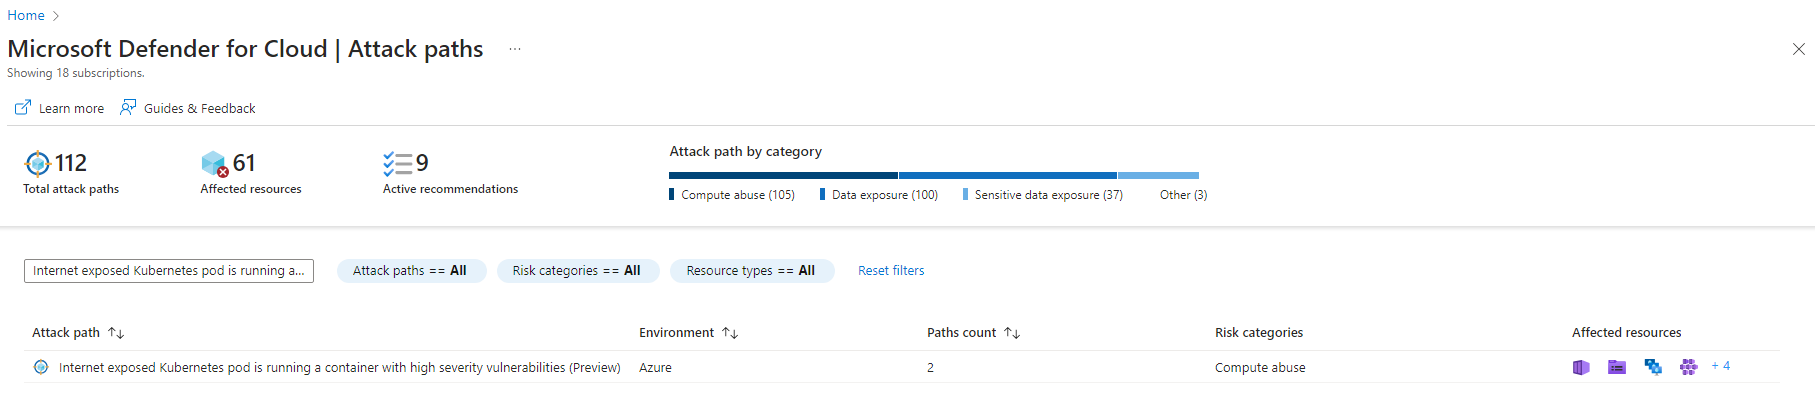 Home
Microsoft Defender for Cloud | Attack paths ...
Showing 18 subscriptions.
Learn more Guides & Feedback
112 61 9
Total attack paths Affected resources Active recommendations
Attack path by category
Compute abuse (105) Data exposure (100) Sensitive data exposure (37) Other (3)
Internet exposed Kubernetes pod is running a... Attack paths == All Risk categories == All Resource types == All Reset filters
Attack path Environment Paths count Risk categories Affected resources
Internet exposed Kubernetes pod is running a container with high severity vulnerabilities (Preview) Azure 2 Compute abuse + 4